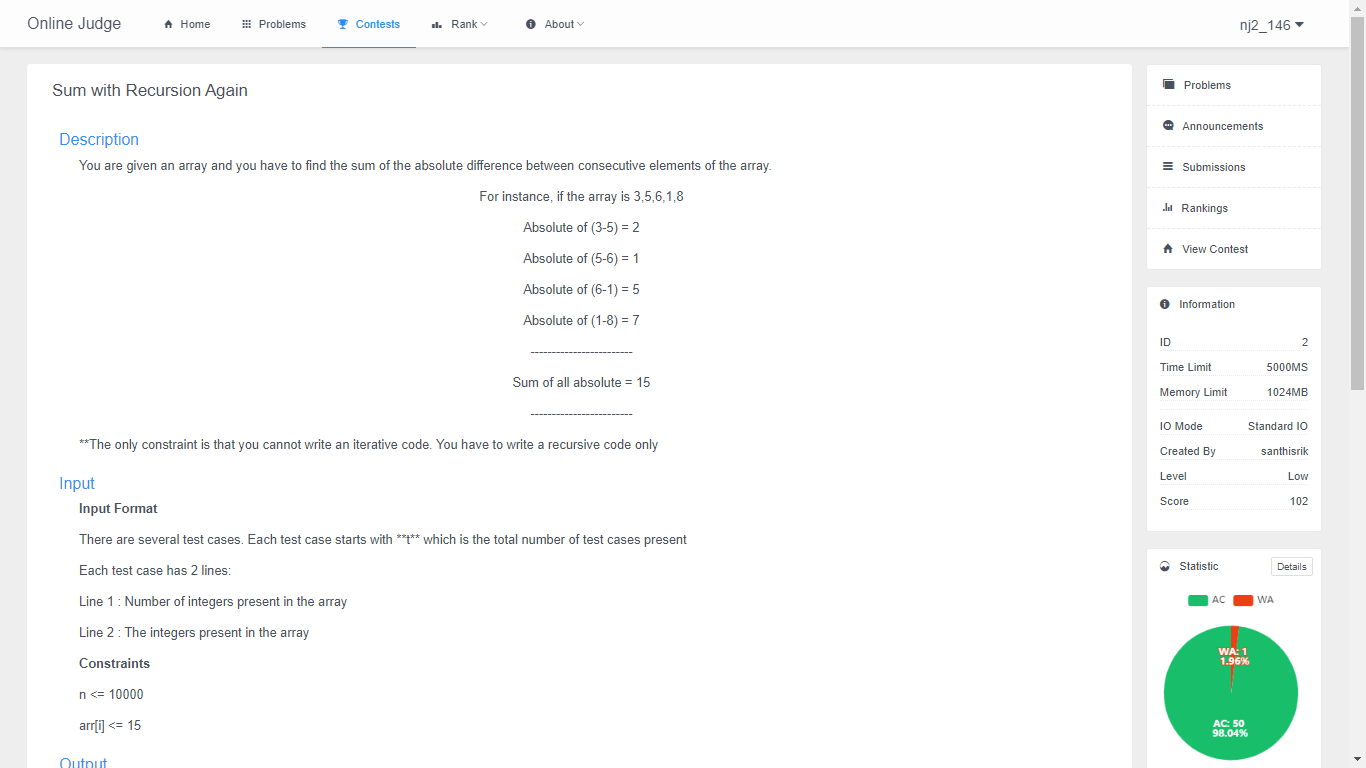 Online Judge
Home
Problems
Contests
Rank
About
nj2_146
Sum with Recursion Again
Description
You are given an array and you have to find the sum of the absolute difference between consecutive elements of the array.
For instance, if the array is 3,5,6,1,8
Absolute of (3-5) = 2
Absolute of (5-6) = 1
Absolute of (6-1) = 5
Absolute of (1-8) = 7
------------------------
Sum of all absolute = 15
------------------------
**The only constraint is that you cannot write an iterative code. You have to write a recursive code only
Input
Input Format
There are several test cases. Each test case starts with **t** which is the total number of test cases present
Each test case has 2 lines:
Line 1 : Number of integers present in the array
Line 2 : The integers present in the array
Constraints
n <= 10000
arr[i] <= 15
Output
Problems
Announcements
Submissions
Rankings
View Contest
Information
ID 2
Time Limit 5000MS
Memory Limit 1024MB
IO Mode Standard IO
Created By santhisrik
Level Low
Score 102
Statistic Details
AC WA
WA: 1
1.96%
AC: 50
98.04%